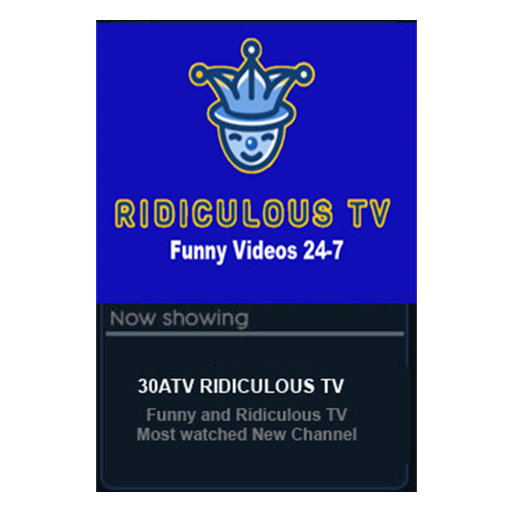 RIDICULOUS TV
Funny Videos 24-7
Now showing
30ATV RIDICULOUS TV
Funny and Ridiculous TV
Most watched New Channel